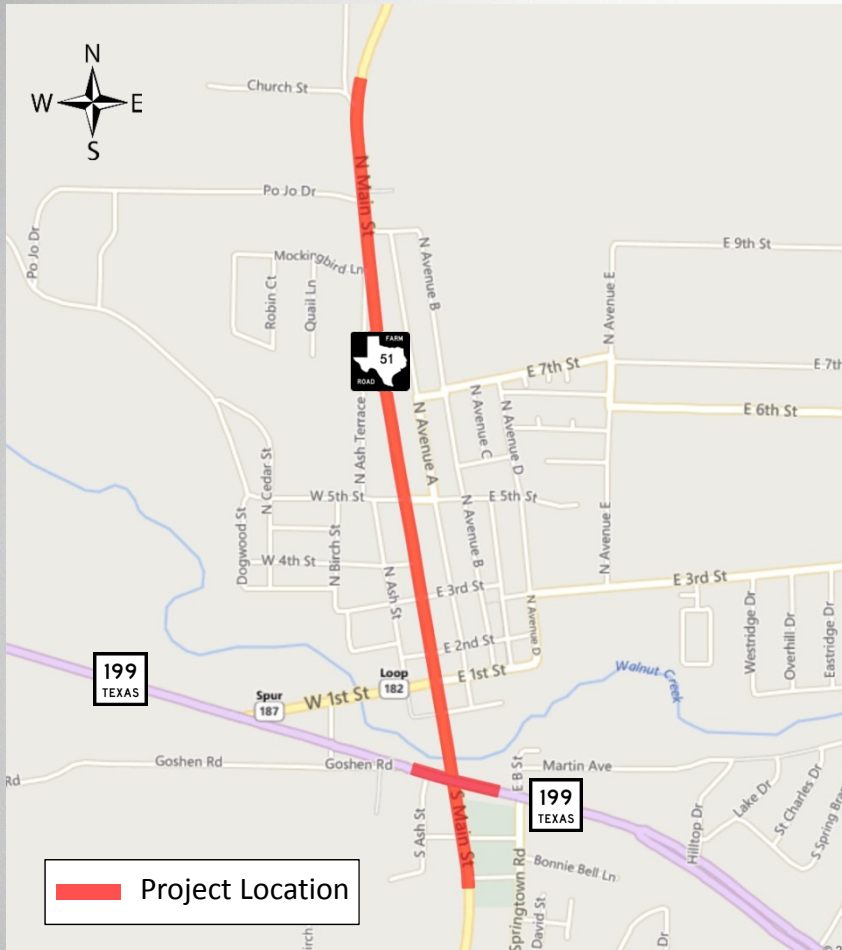 N
W E
S
Church St
N Main St
Po Jo Dr
Po Jo Dr
Mockingbird Ln
Robin Ct
Quail Ln
N Avenue B
N Avenue E
E 9th St
FARM
51
ROAD
E 7th St
E 7th
E 6th St
N Ash Terrace
N Avenue A
N Avenue C
N Avenue D
N Cedar St
W 5th St
E 5th St
Dogwood St
N Birch St
N Avenue B
N Avenue E
W 4th St
N Ash St
E 3rd St
E 3rd St
N Avenue D
Westridge Dr
Overhill Dr
Eastridge Dr
E 2nd St
199
TEXAS
Loop
182
E 1st St
Walnut Creek
Spur
187
W 1st St
Rd
Goshen Rd
Goshen Rd
E B St
Martin Ave
199
TEXAS
S Main St
S Ash St
Hilltop Dr
Lake Dr
St Charles Dr
S Spring Bra
Springtown Rd
Bonnie Bell Ln
David St
Project Location